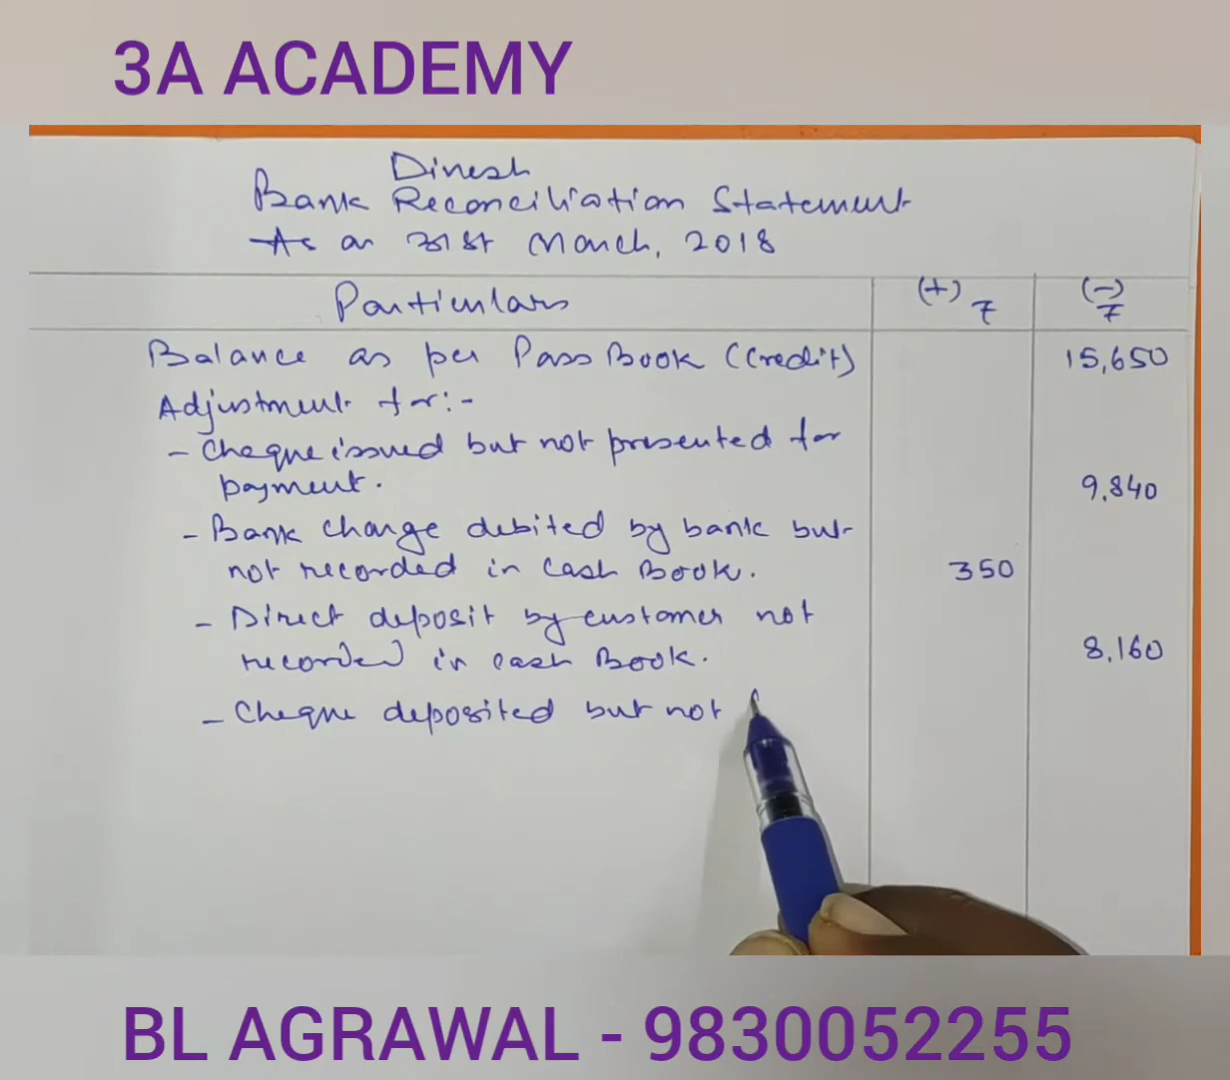 3A ACADEMY
Dinesh
Bank Reconciliation Statement
As on 31st March, 2018
Particulars (+) ₹ (-) ₹
Balance as per Pass Book (Credit) 15,650
Adjustment for:-
- Cheque issued but not presented for
payment. 9,840
- Bank charge debited by bank but
not recorded in Cash Book. 350
- Direct deposit by customer not
recorded in cash Book. 8,160
- Cheque deposited but not
BL AGRAWAL - 9830052255